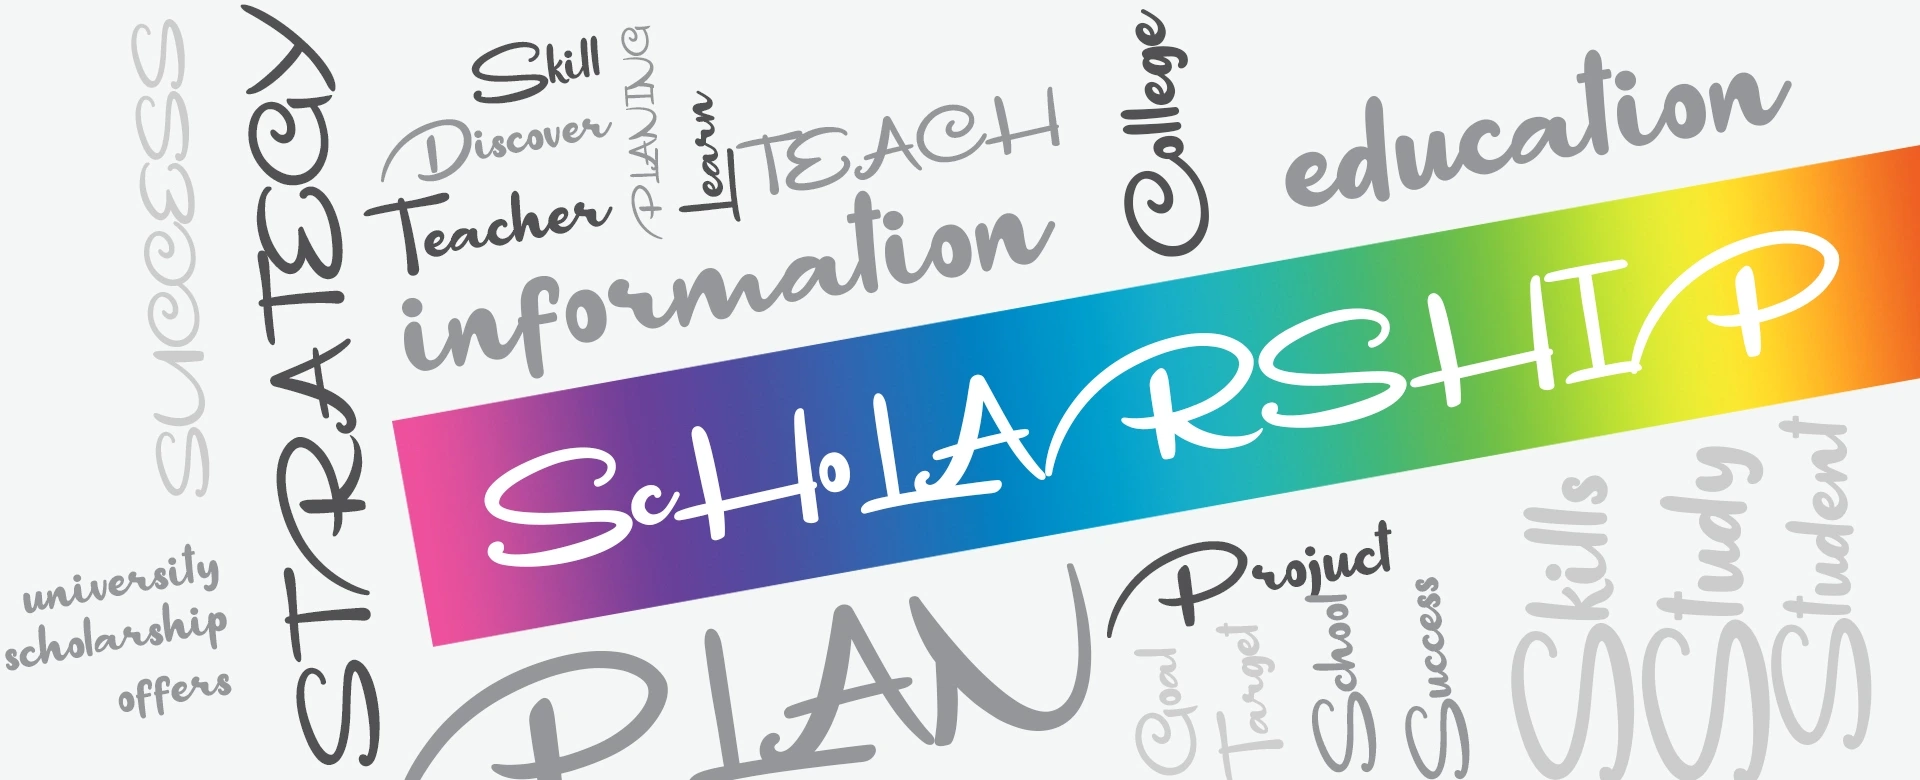 SUCCESS
STRATEGY
Skill
Discover
Teacher
PLANING
Learn
TEACH
information
College
education
ScHoLARSHIP
university
scholarship
offers
PLAN
Projuct
Goal
Target
School
Success
Skills
Study
Student